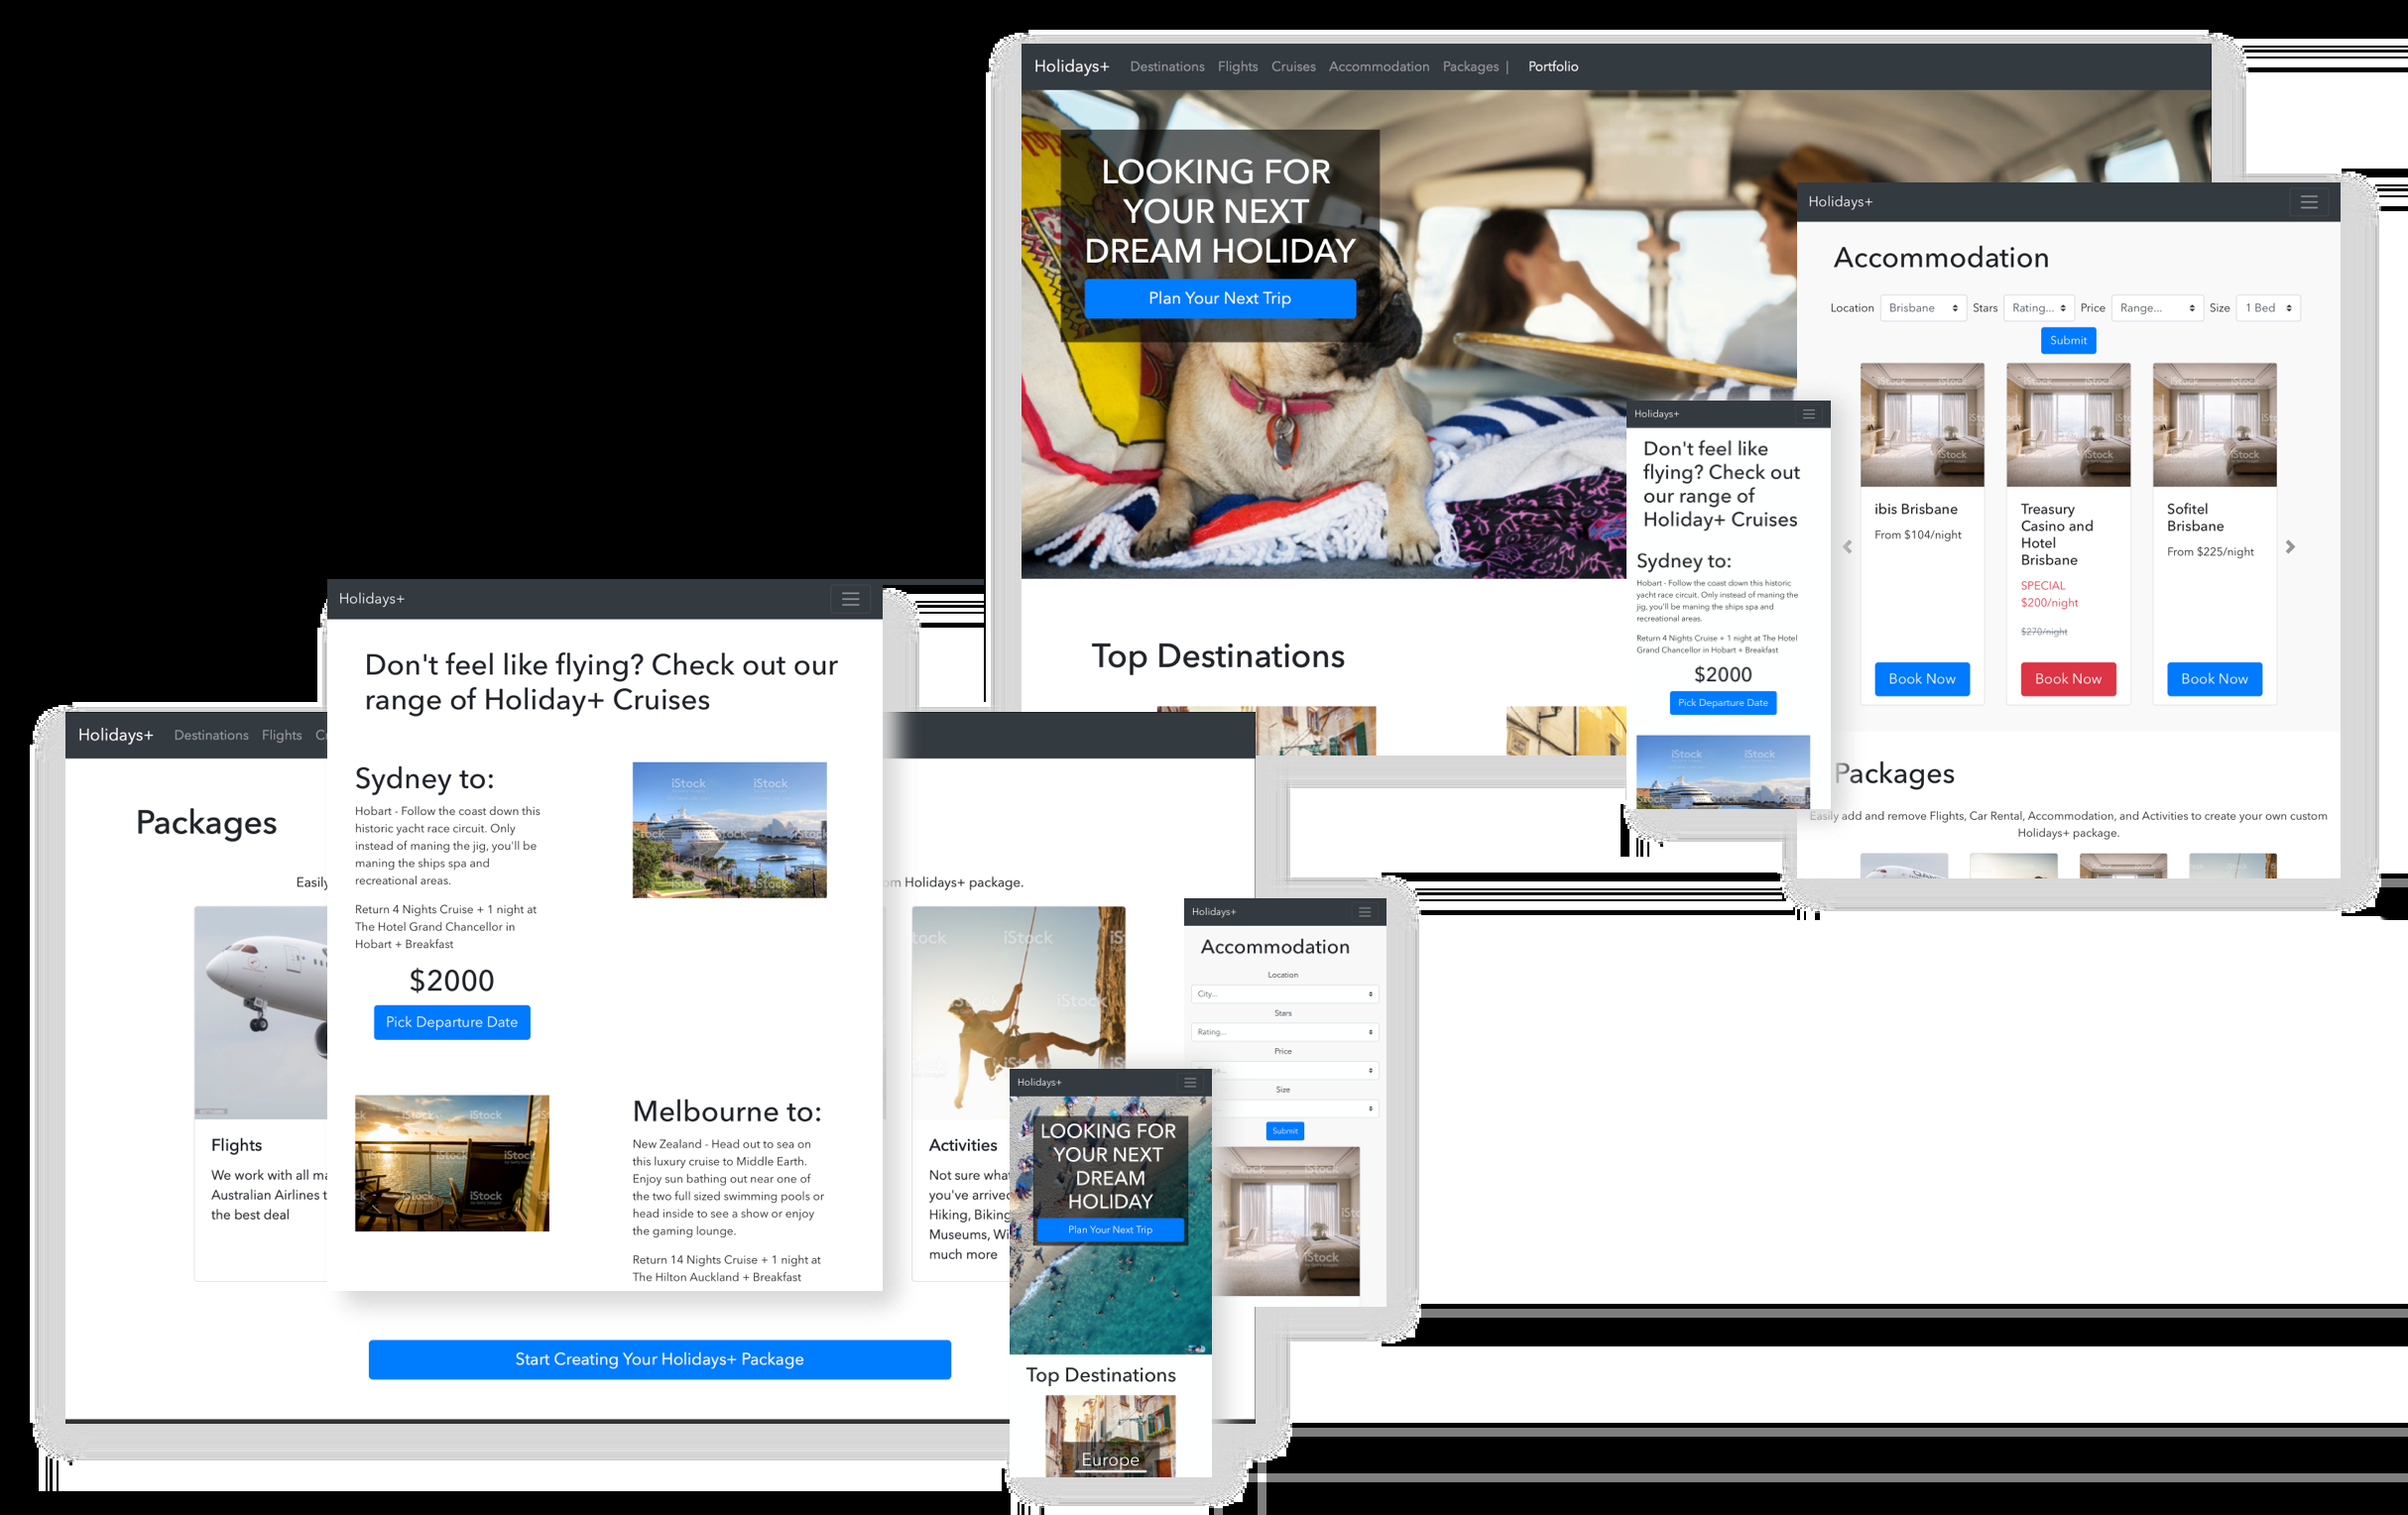 Holidays+ Destinations Flights Cruises Accommodation Packages | Portfolio
LOOKING FOR
YOUR NEXT
DREAM HOLIDAY
Plan Your Next Trip
Top Destinations
Holidays+
Accommodation
Location Brisbane Stars Rating... Price Range... Size 1 Bed
Submit
iStock
iStock
iStock
ibis Brisbane
From $104/night
Book Now
Treasury
Casino and
Hotel
Brisbane
SPECIAL
$200/night
$270/night
Book Now
Sofitel
Brisbane
From $225/night
Book Now
Packages
Easily add and remove Flights, Car Rental, Accommodation, and Activities to create your own custom
Holidays+ package.
Holidays+
Don't feel like
flying? Check out
our range of
Holiday+ Cruises
Sydney to:
Hobart - Follow the coast down this historic
yacht race circuit. Only instead of maning the
jig, you'll be maning the ships spa and
recreational areas.
Return 4 Nights Cruise + 1 night at The Hotel
Grand Chancellor in Hobart + Breakfast
$2000
Pick Departure Date
iStock iStock
Holidays+
Don't feel like flying? Check out our
range of Holiday+ Cruises
Sydney to:
Hobart - Follow the coast down this
historic yacht race circuit. Only
instead of maning the jig, you'll be
maning the ships spa and
recreational areas.
Return 4 Nights Cruise + 1 night at
The Hotel Grand Chancellor in
Hobart + Breakfast
$2000
Pick Departure Date
iStock iStock
iStock iStock
Melbourne to:
New Zealand - Head out to sea on
this luxury cruise to Middle Earth.
Enjoy sun bathing out near one of
the two full sized swimming pools or
head inside to see a show or enjoy
the gaming lounge.
Return 14 Nights Cruise + 1 night at
The Hilton Auckland + Breakfast
Holidays+ Destinations Flights
Packages
Easily
Holidays+ package.
Flights
We work with all
Australian Airlines
the best deal
iStock
Activities
Not sure
you've
Hiking,
Museums,
much more
Start Creating Your Holidays+ Package
Holidays+
Accommodation
Location
City...
Stars
Rating...
Price
Size
Submit
iStock
iStock
Holidays+
LOOKING FOR
YOUR NEXT
DREAM
HOLIDAY
Plan Your Next Trip
Top Destinations
Europe